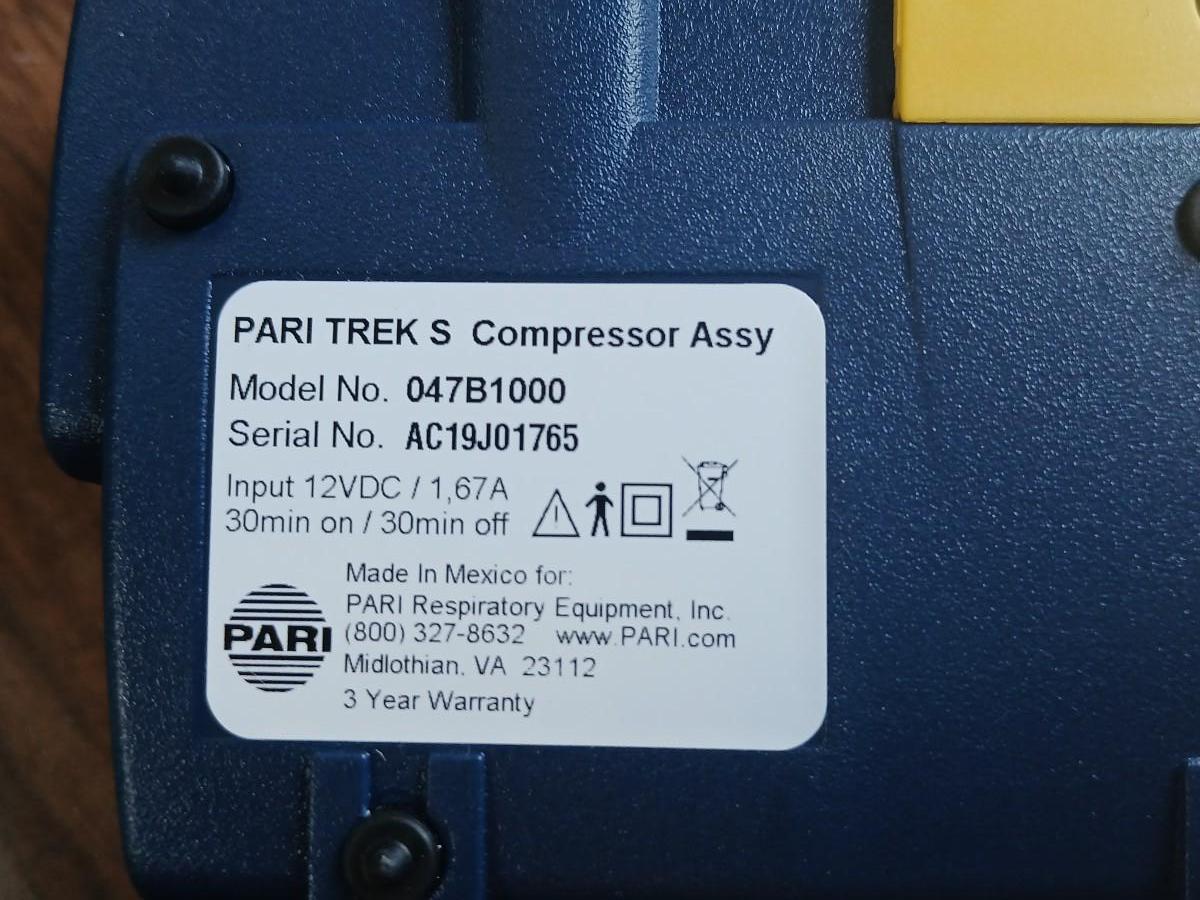 PARI TREK S Compressor Assy
Model No. 047B1000
Serial No. AC19J01765
Input 12VDC / 1,67A
30min on / 30min off
Made In Mexico for:
PARI Respiratory Equipment, Inc.
PARI
(800) 327-8632 www.PARI.com
Midlothian, VA 23112
3 Year Warranty